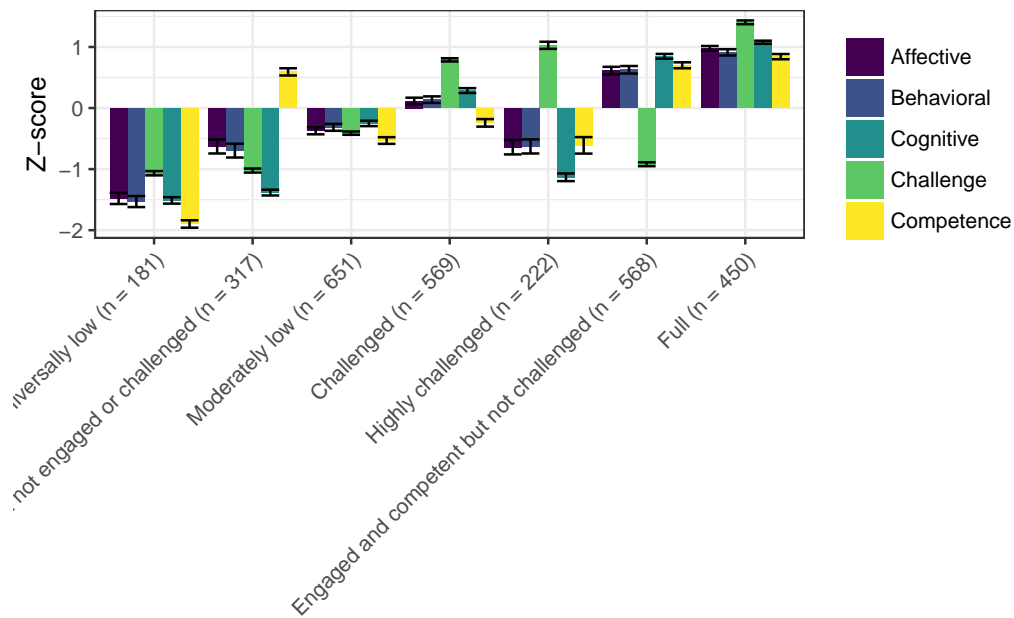 Z−score
1
0
−1
−2
low (n = 181)
not engaged or challenged (n = 317)
Moderately low (n = 651)
Challenged (n = 569)
Highly challenged (n = 222)
Engaged and competent but not challenged (n = 568)
Full (n = 450)
Affective
Behavioral
Cognitive
Challenge
Competence